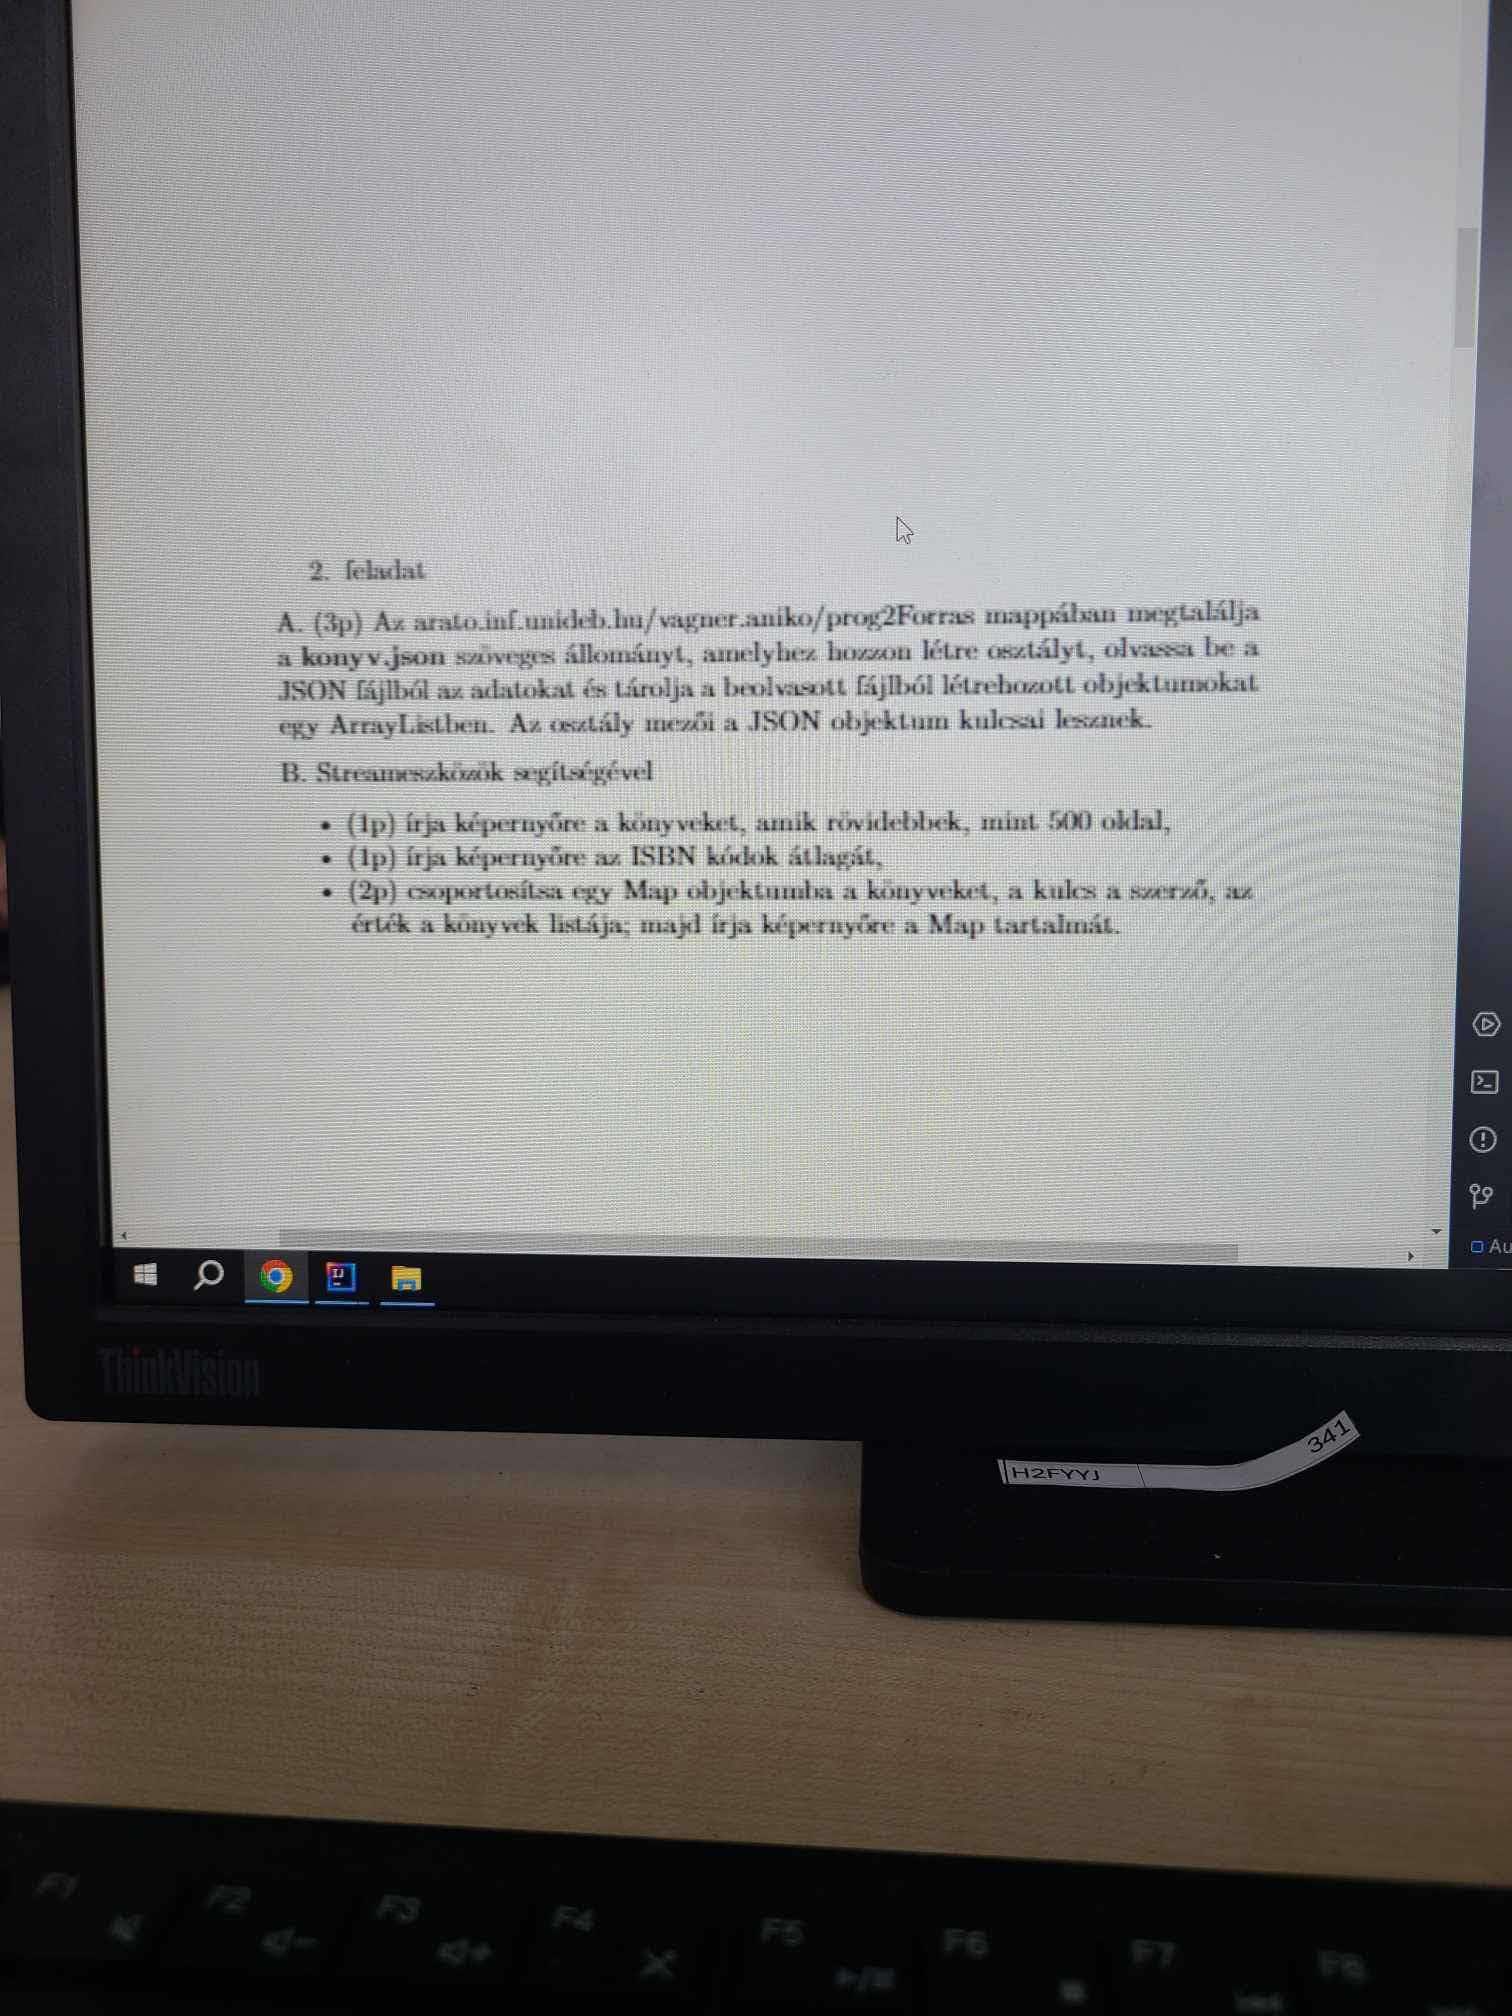 2. feladat
A. (3p) Az arato.inf.unideb.hu/vagner.aniko/prog2Forras mappában megtalálja
a konyv.json szöveges állományt, amelyhez hozzon létre osztályt, olvassa be a
JSON fájlból az adatokat és tárolja a beolvasott fájlból létrehozott objektumokat
egy ArrayListben. Az osztály mezői a JSON objektum kulcsai lesznek.
B. Streameszközök segítségével
• (1p) írja képernyőre a könyveket, amik rövidebbek, mint 500 oldal,
• (1p) írja képernyőre az ISBN kódok átlagát,
• (2p) csoportosítsa egy Map objektumba a könyveket, a kulcs a szerző, az
érték a könyvek listája; majd írja képernyőre a Map tartalmát.
Au
IJ
ThinkVision
H2FYYJ
341
F1
F2
F3
F4
F5
F6
F7
F8